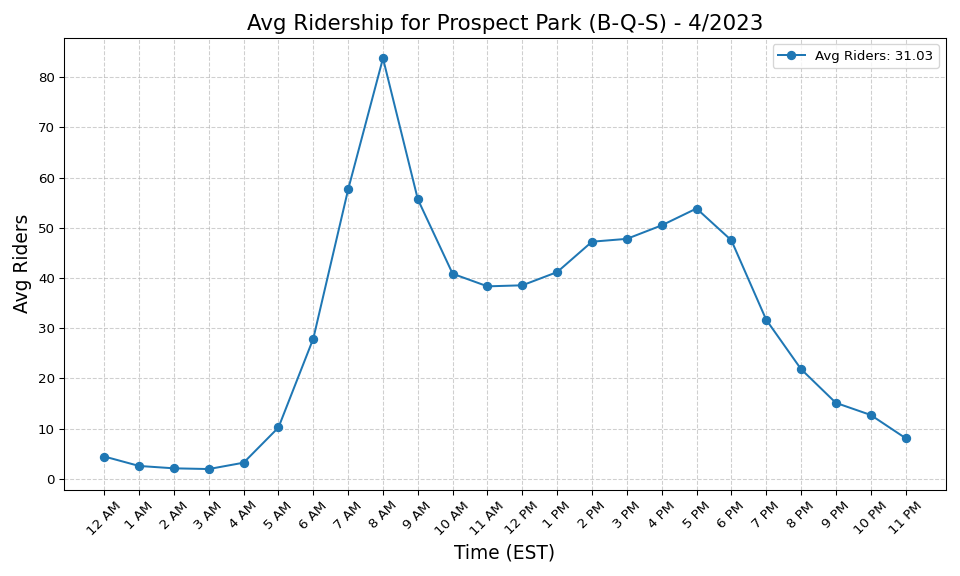 Avg Ridership for Prospect Park (B-Q-S) - 4/2023
Avg Riders: 31.03
Avg Riders
80
70
60
50
40
30
20
10
0
12 AM 1 AM 2 AM 3 AM 4 AM 5 AM 6 AM 7 AM 8 AM 9 AM 10 AM 11 AM 12 PM 1 PM 2 PM 3 PM 4 PM 5 PM 6 PM 7 PM 8 PM 9 PM 10 PM 11 PM
Time (EST)